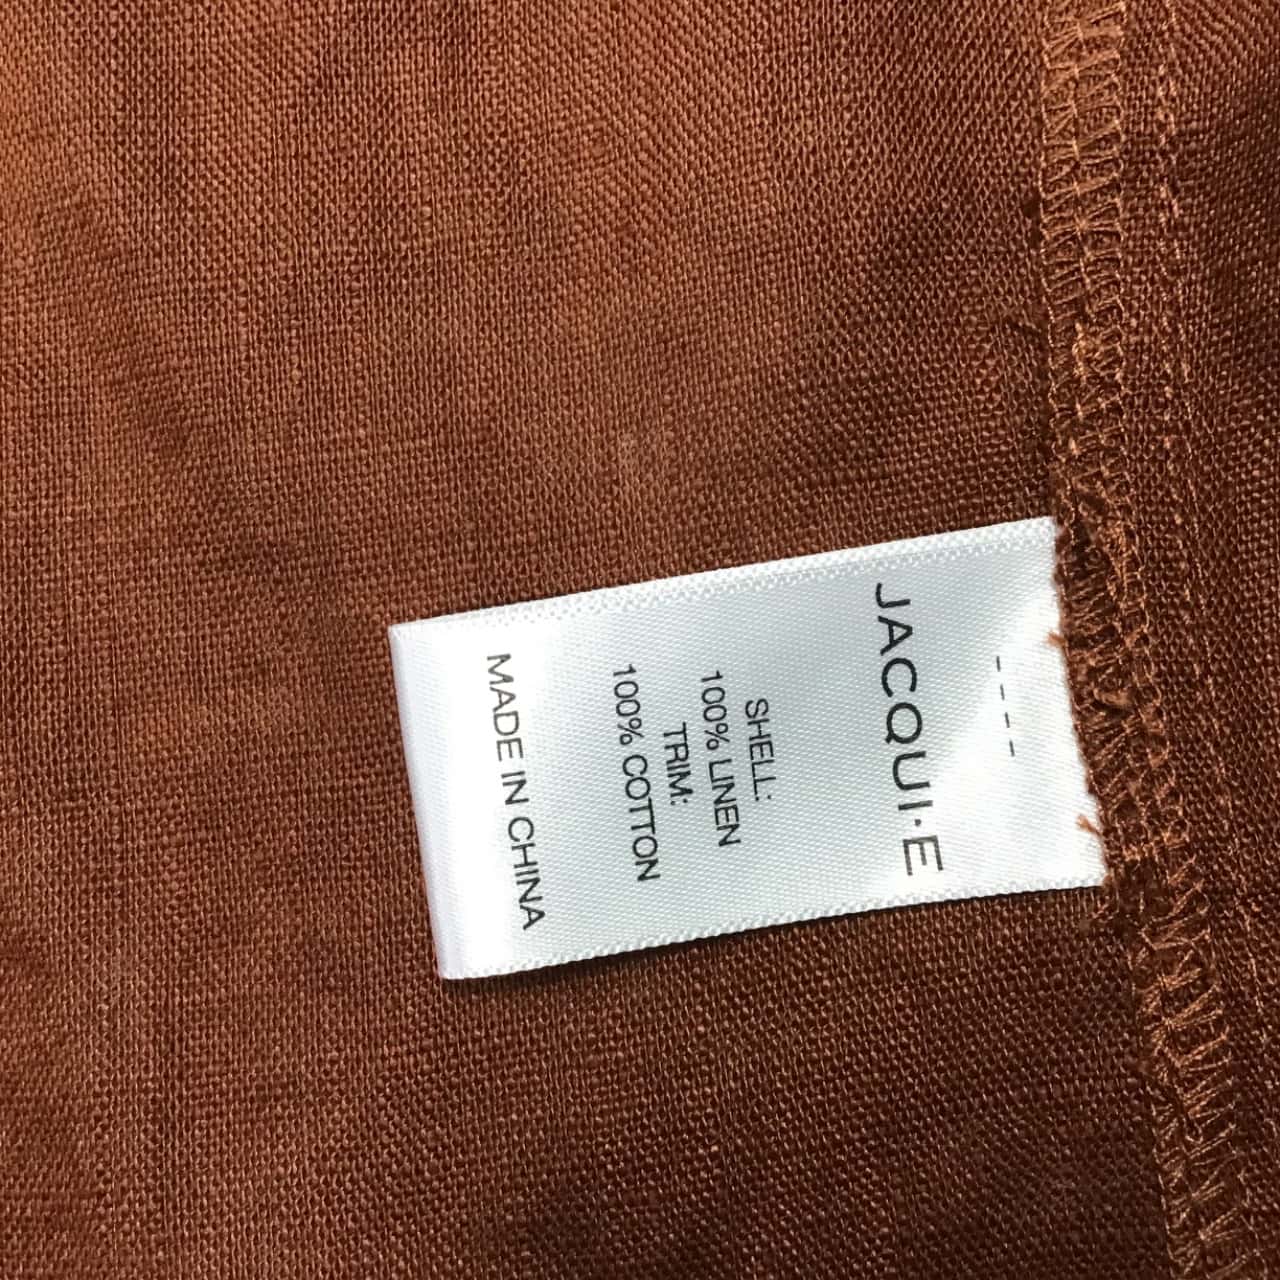 - - - -
JACQUI·E
SHELL:
100% LINEN
TRIM:
100% COTTON
MADE IN CHINA